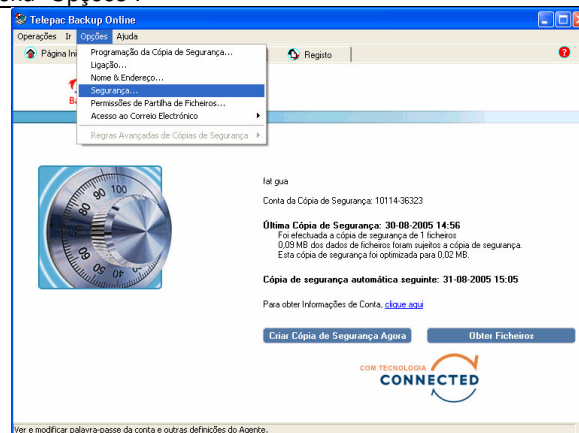 Telepac Backup Online
Operações Ir Opções Ajuda
Página Ini
Registo
Programação da Cópia de Segurança...
Ligação...
Nome & Endereço...
Segurança...
Permissões de Partilha de Ficheiros...
Acesso ao Correio Electrónico
Regras Avançadas de Cópias de Segurança
fat gua
Conta da Cópia de Segurança: 10114-36323
Última Cópia de Segurança: 30-08-2005 14:56
Foi efectuada a cópia de segurança de 1 ficheiros
0,09 MB dos dados de ficheiros foram sujeitos a cópia de segurança.
Esta cópia de segurança foi optimizada para 0,02 MB.
Cópia de segurança automática seguinte: 31-08-2005 15:05
Para obter Informações de Conta, clique aqui
Criar Cópia de Segurança Agora Obter Ficheiros
COM TECNOLOGIA
CONNECTED
100
90
80
70
60
50
Ver e modificar palavra-passe da conta e outras definições do Agente.